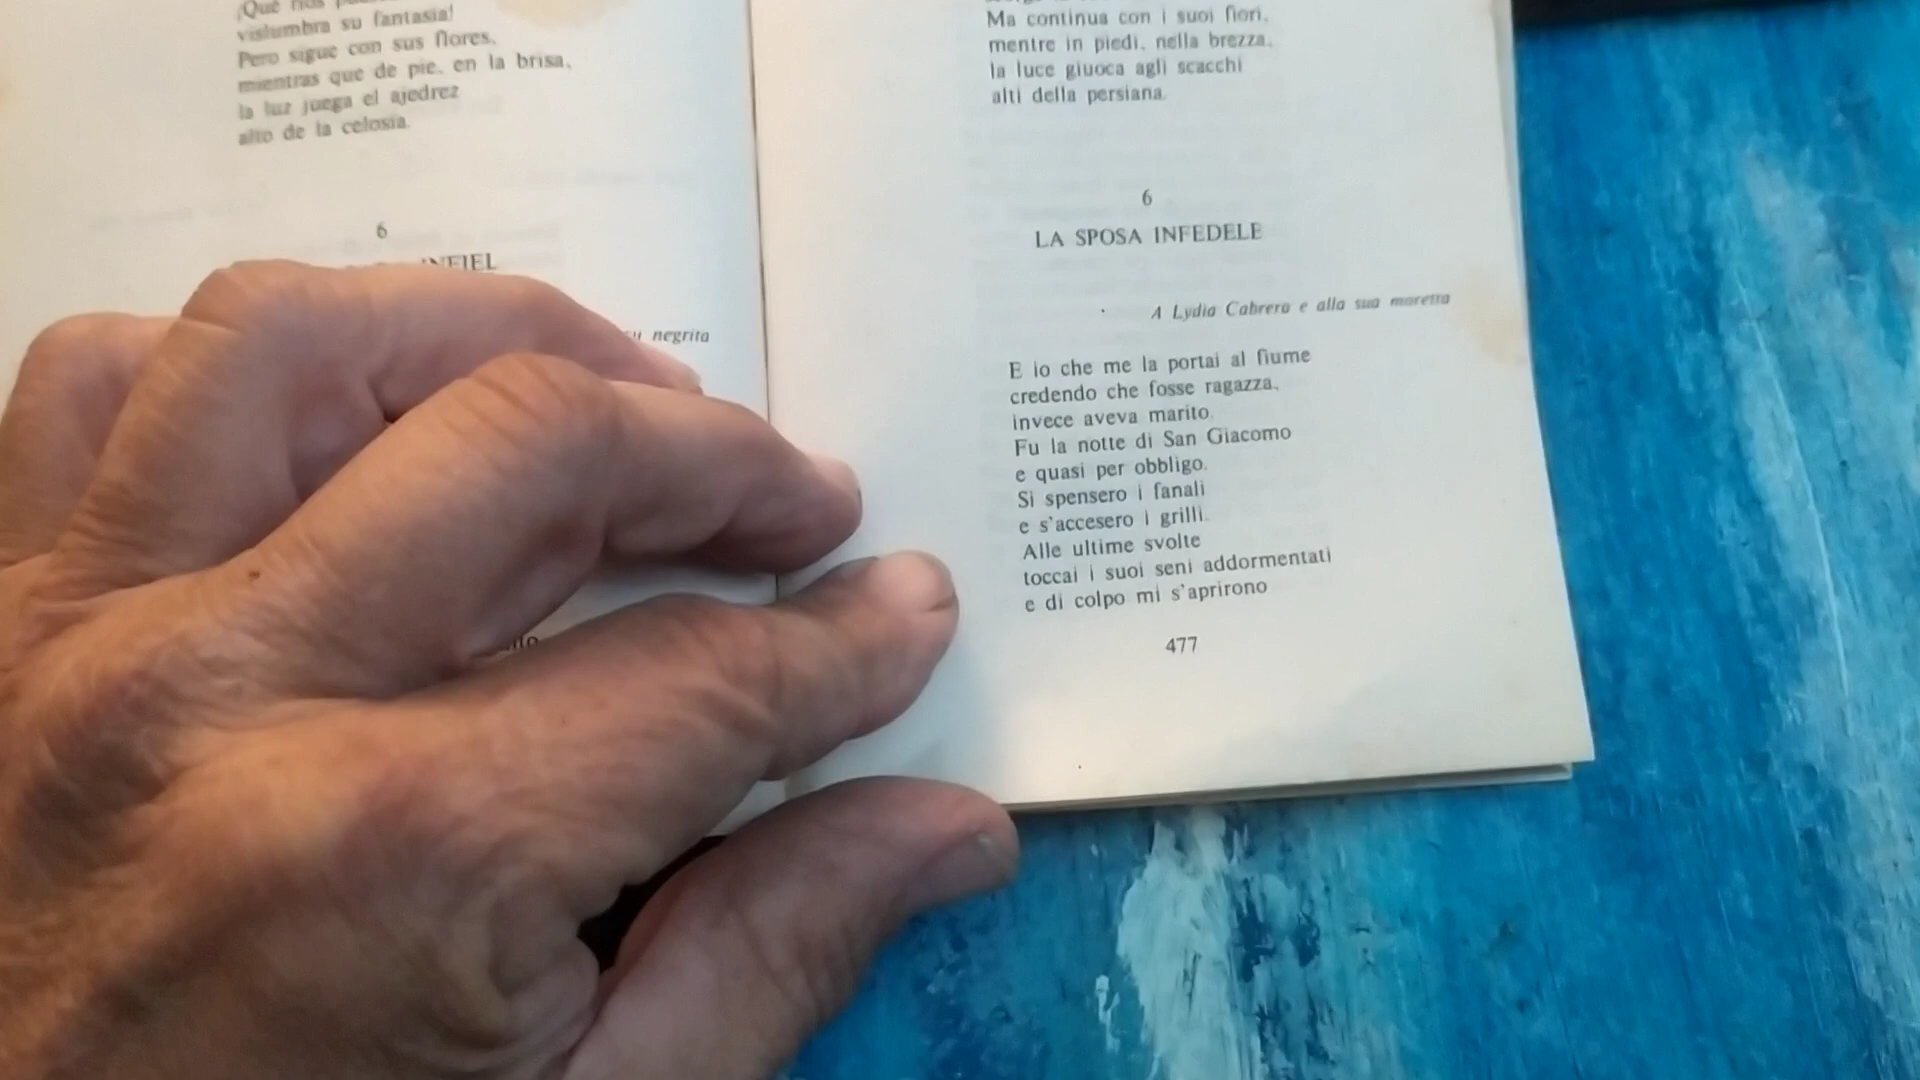 ¡Qué ríos
vislumbra su fantasía!
Pero sigue con sus flores,
mientras que de pie, en la brisa,
la luz juega el ajedrez
alto de la celosía.
6
INFIEL
su negrita
Ma continua con i suoi fiori,
mentre in piedi, nella brezza,
la luce giuoca agli scacchi
alti della persiana.
6
LA SPOSA INFEDELE
A Lydia Cabrera e alla sua moretta
E io che me la portai al fiume
credendo che fosse ragazza,
invece aveva marito.
Fu la notte di San Giacomo
e quasi per obbligo.
Si spensero i fanali
e s'accesero i grilli.
Alle ultime svolte
toccai i suoi seni addormentati
e di colpo mi s'aprirono
477